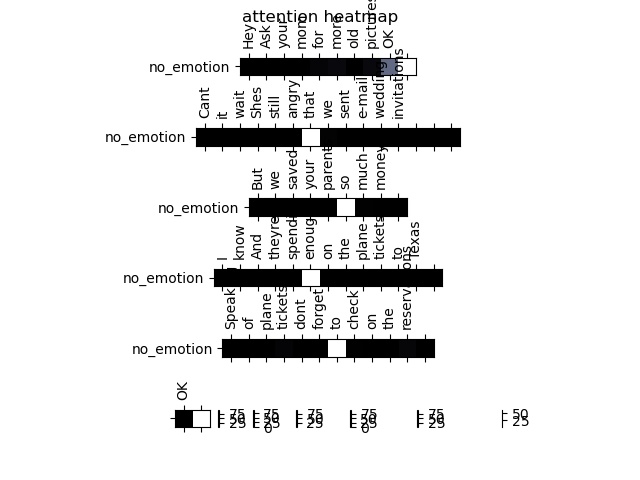 attention heatmap
Hey Ask your mom for more old pictures OK
no_emotion
Cant it wait Shes still angry that we sent e-mail wedding invitations
no_emotion
But we saved your parents so much money
no_emotion
I know And theyre on the plane tickets to Texas
no_emotion
Speaking of plane tickets dont forget to check on the reservations
no_emotion
OK
75 75 75 75 75 50
50 50 50 50 50 25
25 25 25 25 25
0 0